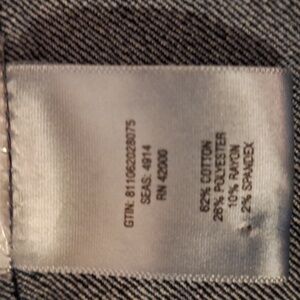 GTIN: 811062028075
SEAS: 4914
RN 42000
62% COTTON
26% POLYESTER
10% RAYON
2% SPANDEX